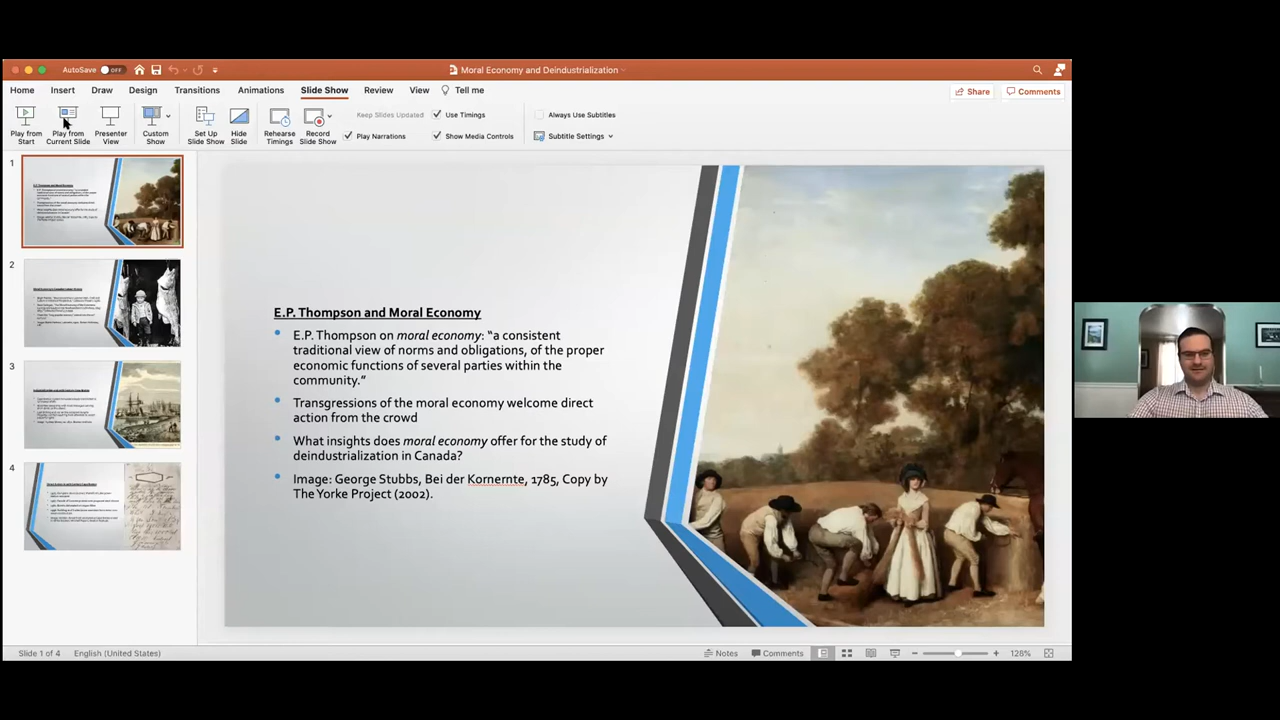 AutoSave OFF
Moral Economy and Deindustrialization
Home Insert Draw Design Transitions Animations Slide Show Review View Tell me
Share Comments
Play from Start
Play from Current Slide
Presenter View
Custom Show
Set Up Slide Show
Hide Slide
Rehearse Timings
Record Slide Show
Keep Slides Updated
Play Narrations
Use Timings
Show Media Controls
Always Use Subtitles
Subtitle Settings
1
2
3
4
E.P. Thompson and Moral Economy
E.P. Thompson on moral economy: “a consistent
traditional view of norms and obligations, of the proper
economic functions of several parties within the
community.”
Transgressions of the moral economy welcome direct
action from the crowd
What insights does moral economy offer for the study of
deindustrialization in Canada?
Image: George Stubbs, Bei der Kornernte, 1785, Copy by
The Yorke Project (2002).
Slide 1 of 4 English (United States)
Notes Comments 128%